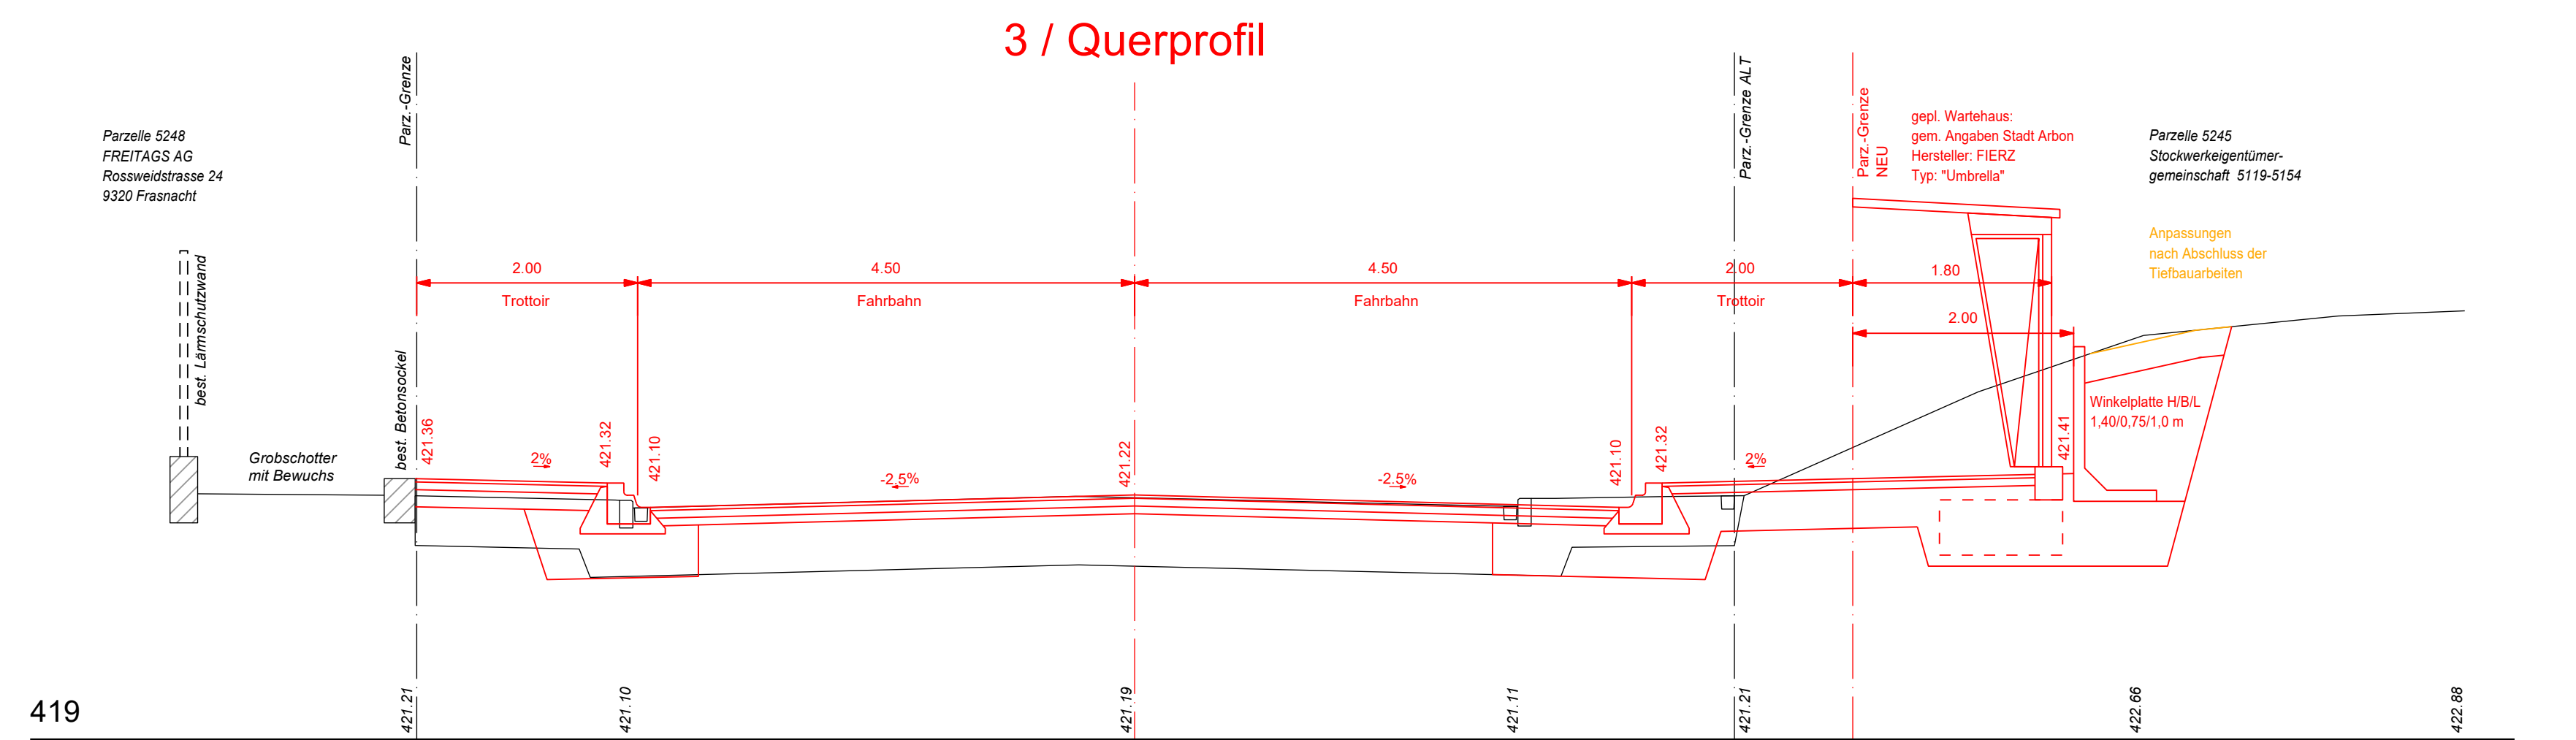 3 / Querprofil
Parz.-Grenze
Parz.-Grenze ALT
Parz.-Grenze
NEU
gepl. Wartehaus:
gem. Angaben Stadt Arbon
Hersteller: FIERZ
Typ: "Umbrella"
Parzelle 5248
FREITAGS AG
Rossweidstrasse 24
9320 Frasnacht
Parzelle 5245
Stockwerkeigentümer-
gemeinschaft 5119-5154
Anpassungen
nach Abschluss der
Tiefbauarbeiten
best. Lärmschutzwand
2.00
4.50
4.50
2.00
1.80
Trottoir
Fahrbahn
Fahrbahn
Trottoir
2.00
best. Betonsockel
Grobschotter
mit Bewuchs
421.36
2%
421.32
421.10
-2.5%
421.22
-2.5%
421.10
421.32
2%
421.41
Winkelplatte H/B/L
1,40/0,75/1,0 m
419
421.21
421.10
421.19
421.11
421.21
422.66
422.88